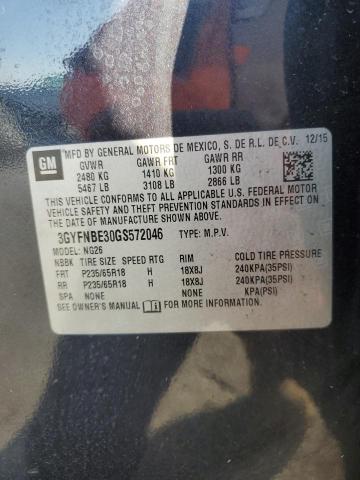 GM
MFD BY GENERAL MOTORS DE MEXICO, S. DE R.L. DE C.V. 12/15
GVWR GAWR FRT GAWR RR
2480 KG 1410 KG 1300 KG
5467 LB 3108 LB 2866 LB
THIS VEHICLE CONFORMS TO ALL APPLICABLE U.S. FEDERAL MOTOR
VEHICLE SAFETY AND THEFT PREVENTION STANDARDS IN EFFECT ON
THE DATE OF MANUFACTURE SHOWN ABOVE.
3GYFNBE30GS572046 TYPE: M.P.V.
MODEL: NG26
NBBK TIRE SIZE SPEED RTG RIM COLD TIRE PRESSURE
FRT P235/65R18 H 18X8J 240KPA(35PSI)
RR P235/65R18 H 18X8J 240KPA(35PSI)
SPA NONE NONE KPA(PSI)
SEE OWNER'S MANUAL FOR MORE INFORMATION.